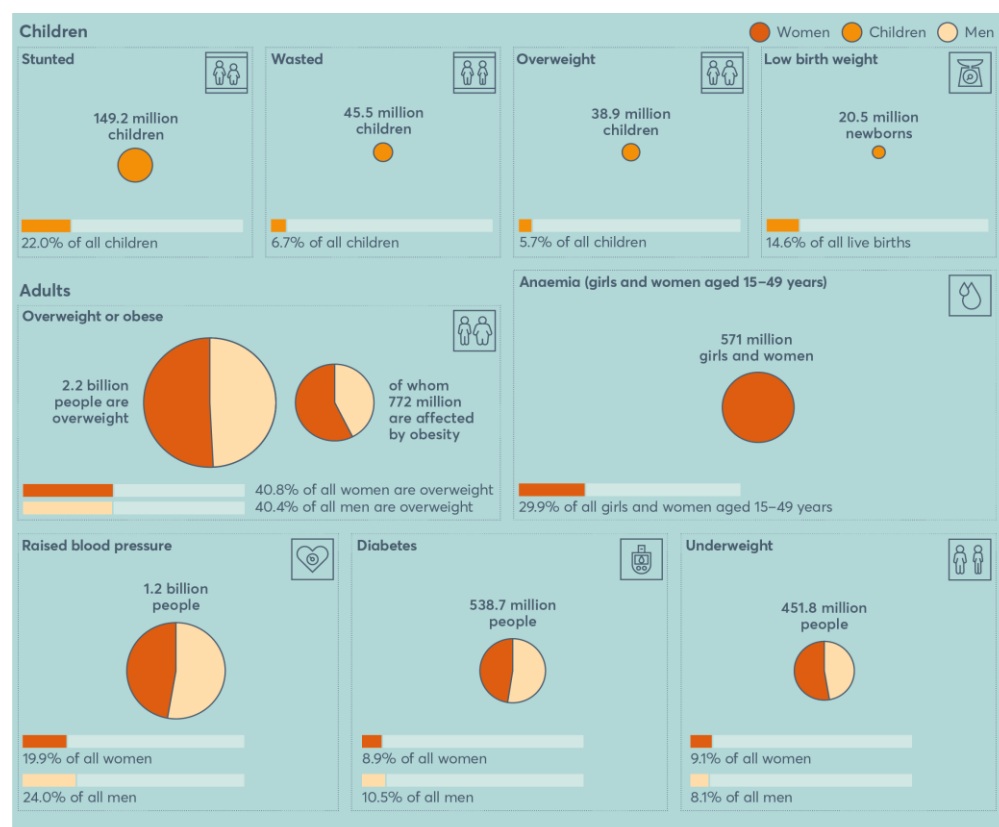 Children
Women
Children
Men
Stunted
149.2 million
children
22.0% of all children
Wasted
45.5 million
children
6.7% of all children
Overweight
38.9 million
children
5.7% of all children
Low birth weight
20.5 million
newborns
14.6% of all live births
Adults
Overweight or obese
2.2 billion
people are
overweight
of whom
772 million
are affected
by obesity
40.8% of all women are overweight
40.4% of all men are overweight
Anaemia (girls and women aged 15–49 years)
571 million
girls and women
29.9% of all girls and women aged 15–49 years
Raised blood pressure
1.2 billion
people
19.9% of all women
24.0% of all men
Diabetes
538.7 million
people
8.9% of all women
10.5% of all men
Underweight
451.8 million
people
9.1% of all women
8.1% of all men